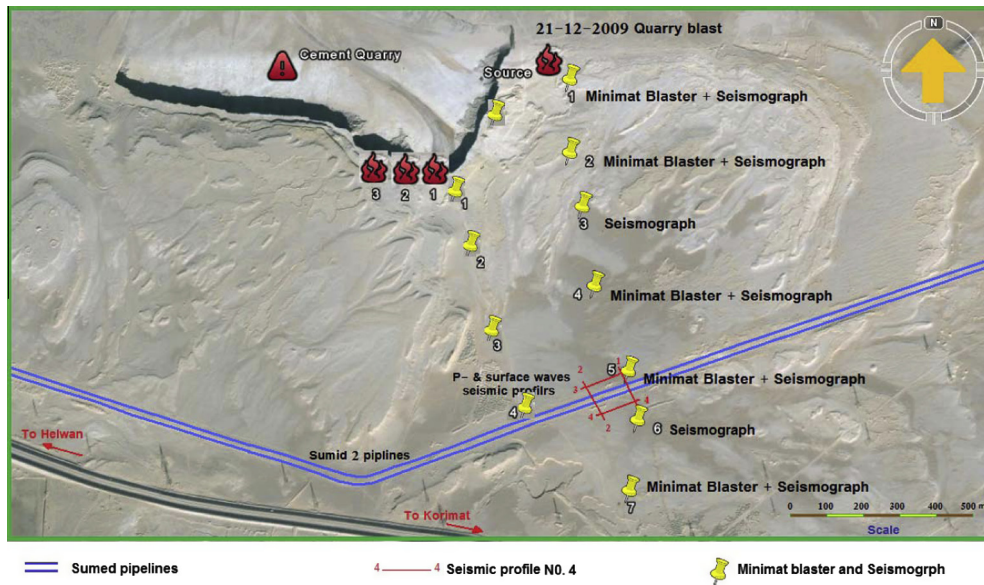 21-12-2009 Quarry blast
N
Cement Quarry
Source
1
Minimat Blaster + Seismograph
2
Minimat Blaster + Seismograph
3 2 1
1
3
Seismograph
2
4
Minimat Blaster + Seismograph
3
P- & surface waves
seismic profilrs
2
1
5
Minimat Blaster + Seismograph
3
4
4
4
2
6
Seismograph
To Helwan
Sumid 2 piplines
Minimat Blaster + Seismograph
7
To Korimat
0 100 200 300 400 500 m
Scale
Sumed pipelines
4 4 Seismic profile N0. 4
Minimat blaster and Seismogrph